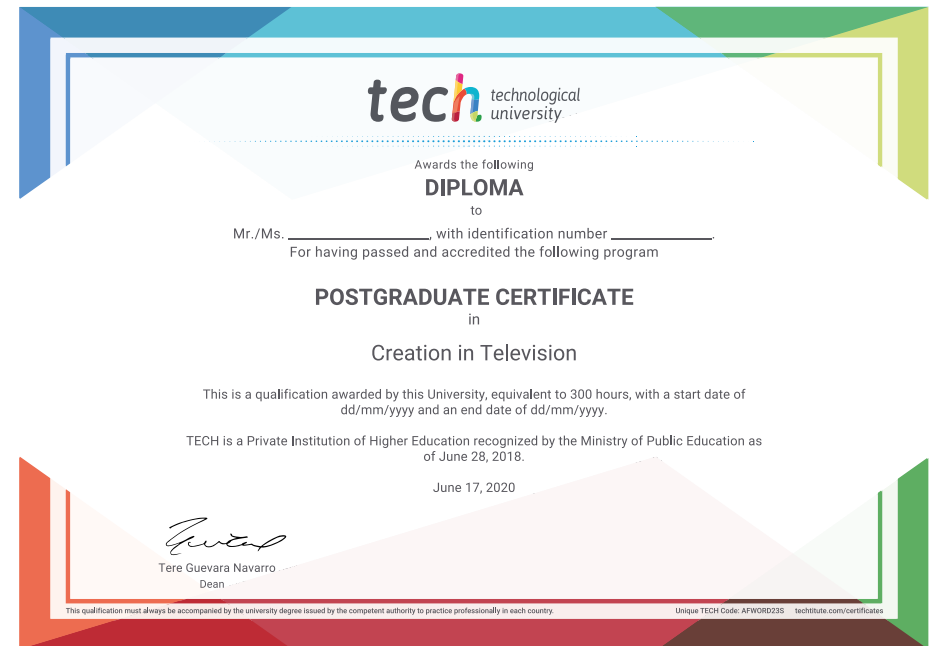 tech technological
university
Awards the following
DIPLOMA
to
Mr./Ms. ____________________, with identification number ______________.
For having passed and accredited the following program
POSTGRADUATE CERTIFICATE
in
Creation in Television
This is a qualification awarded by this University, equivalent to 300 hours, with a start date of
dd/mm/yyyy and an end date of dd/mm/yyyy.
TECH is a Private Institution of Higher Education recognized by the Ministry of Public Education as
of June 28, 2018.
June 17, 2020
Tere Guevara Navarro
Dean
This qualification must always be accompanied by the university degree issued by the competent authority to practice professionally in each country.
Unique TECH Code: AFWORD23S techtitute.com/certificates